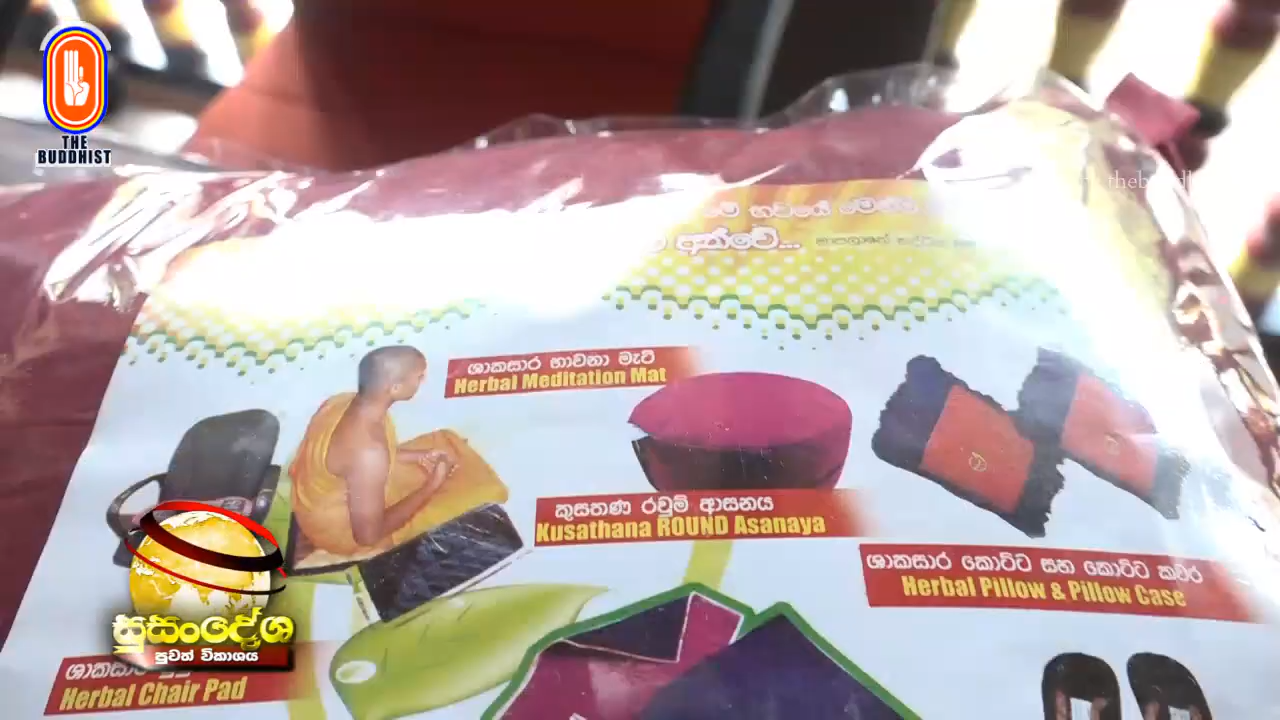 THE
BUDDHIST
අත්වේ...
ශාකසාර භාවනා මැටි
Herbal Meditation Mat
කුසතණ රවුම් ආසනය
Kusathana ROUND Asanaya
ශාකසාර කොට්ට සහ කොට්ට කවර
Herbal Pillow & Pillow Case
සුසංදේශ
පුවත් විකාශය
Herbal Chair Pad